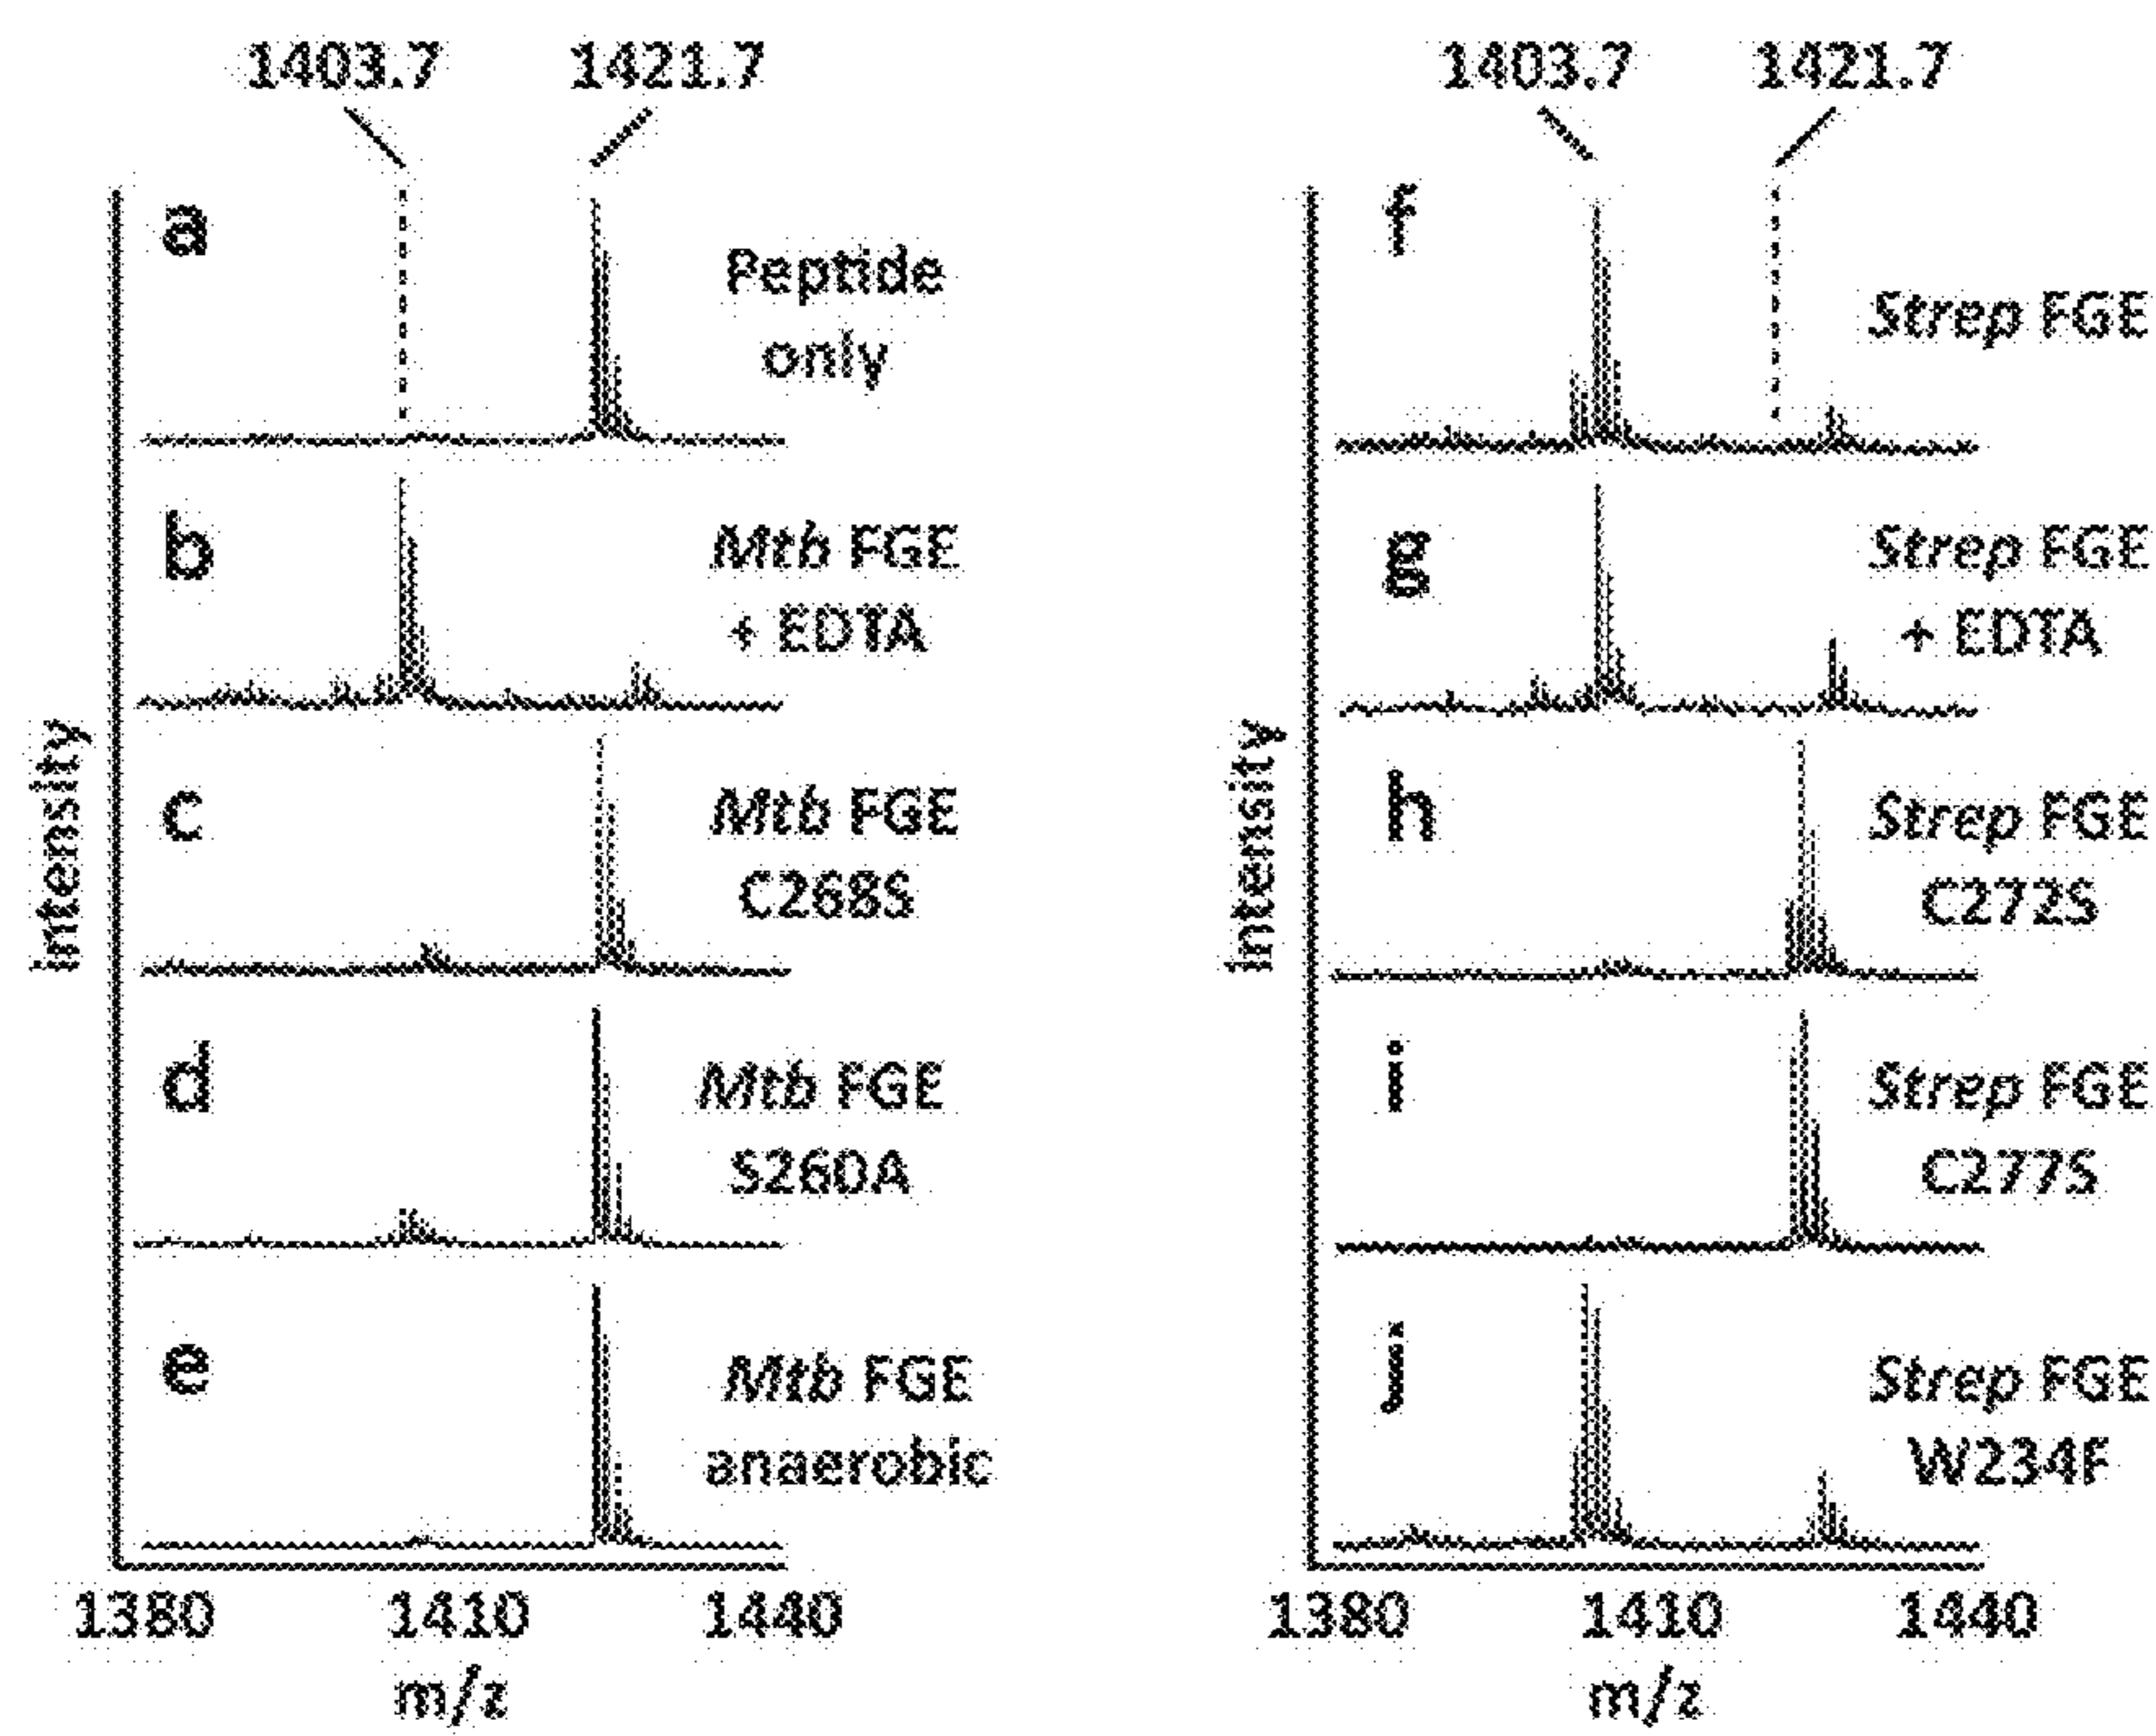 1403.7 1421.7
a
Peptide
only
b
Mtb FGE
+ EDTA
c
Mtb FGE
C268S
d
Mtb FGE
S260A
e
Mtb FGE
anaerobic
Intensity
1380 1410 1440
m/z
1403.7 1421.7
f
Strep FGE
g
Strep FGE
+ EDTA
h
Strep FGE
C272S
i
Strep FGE
C277S
j
Strep FGE
W234F
Intensity
1380 1410 1440
m/z